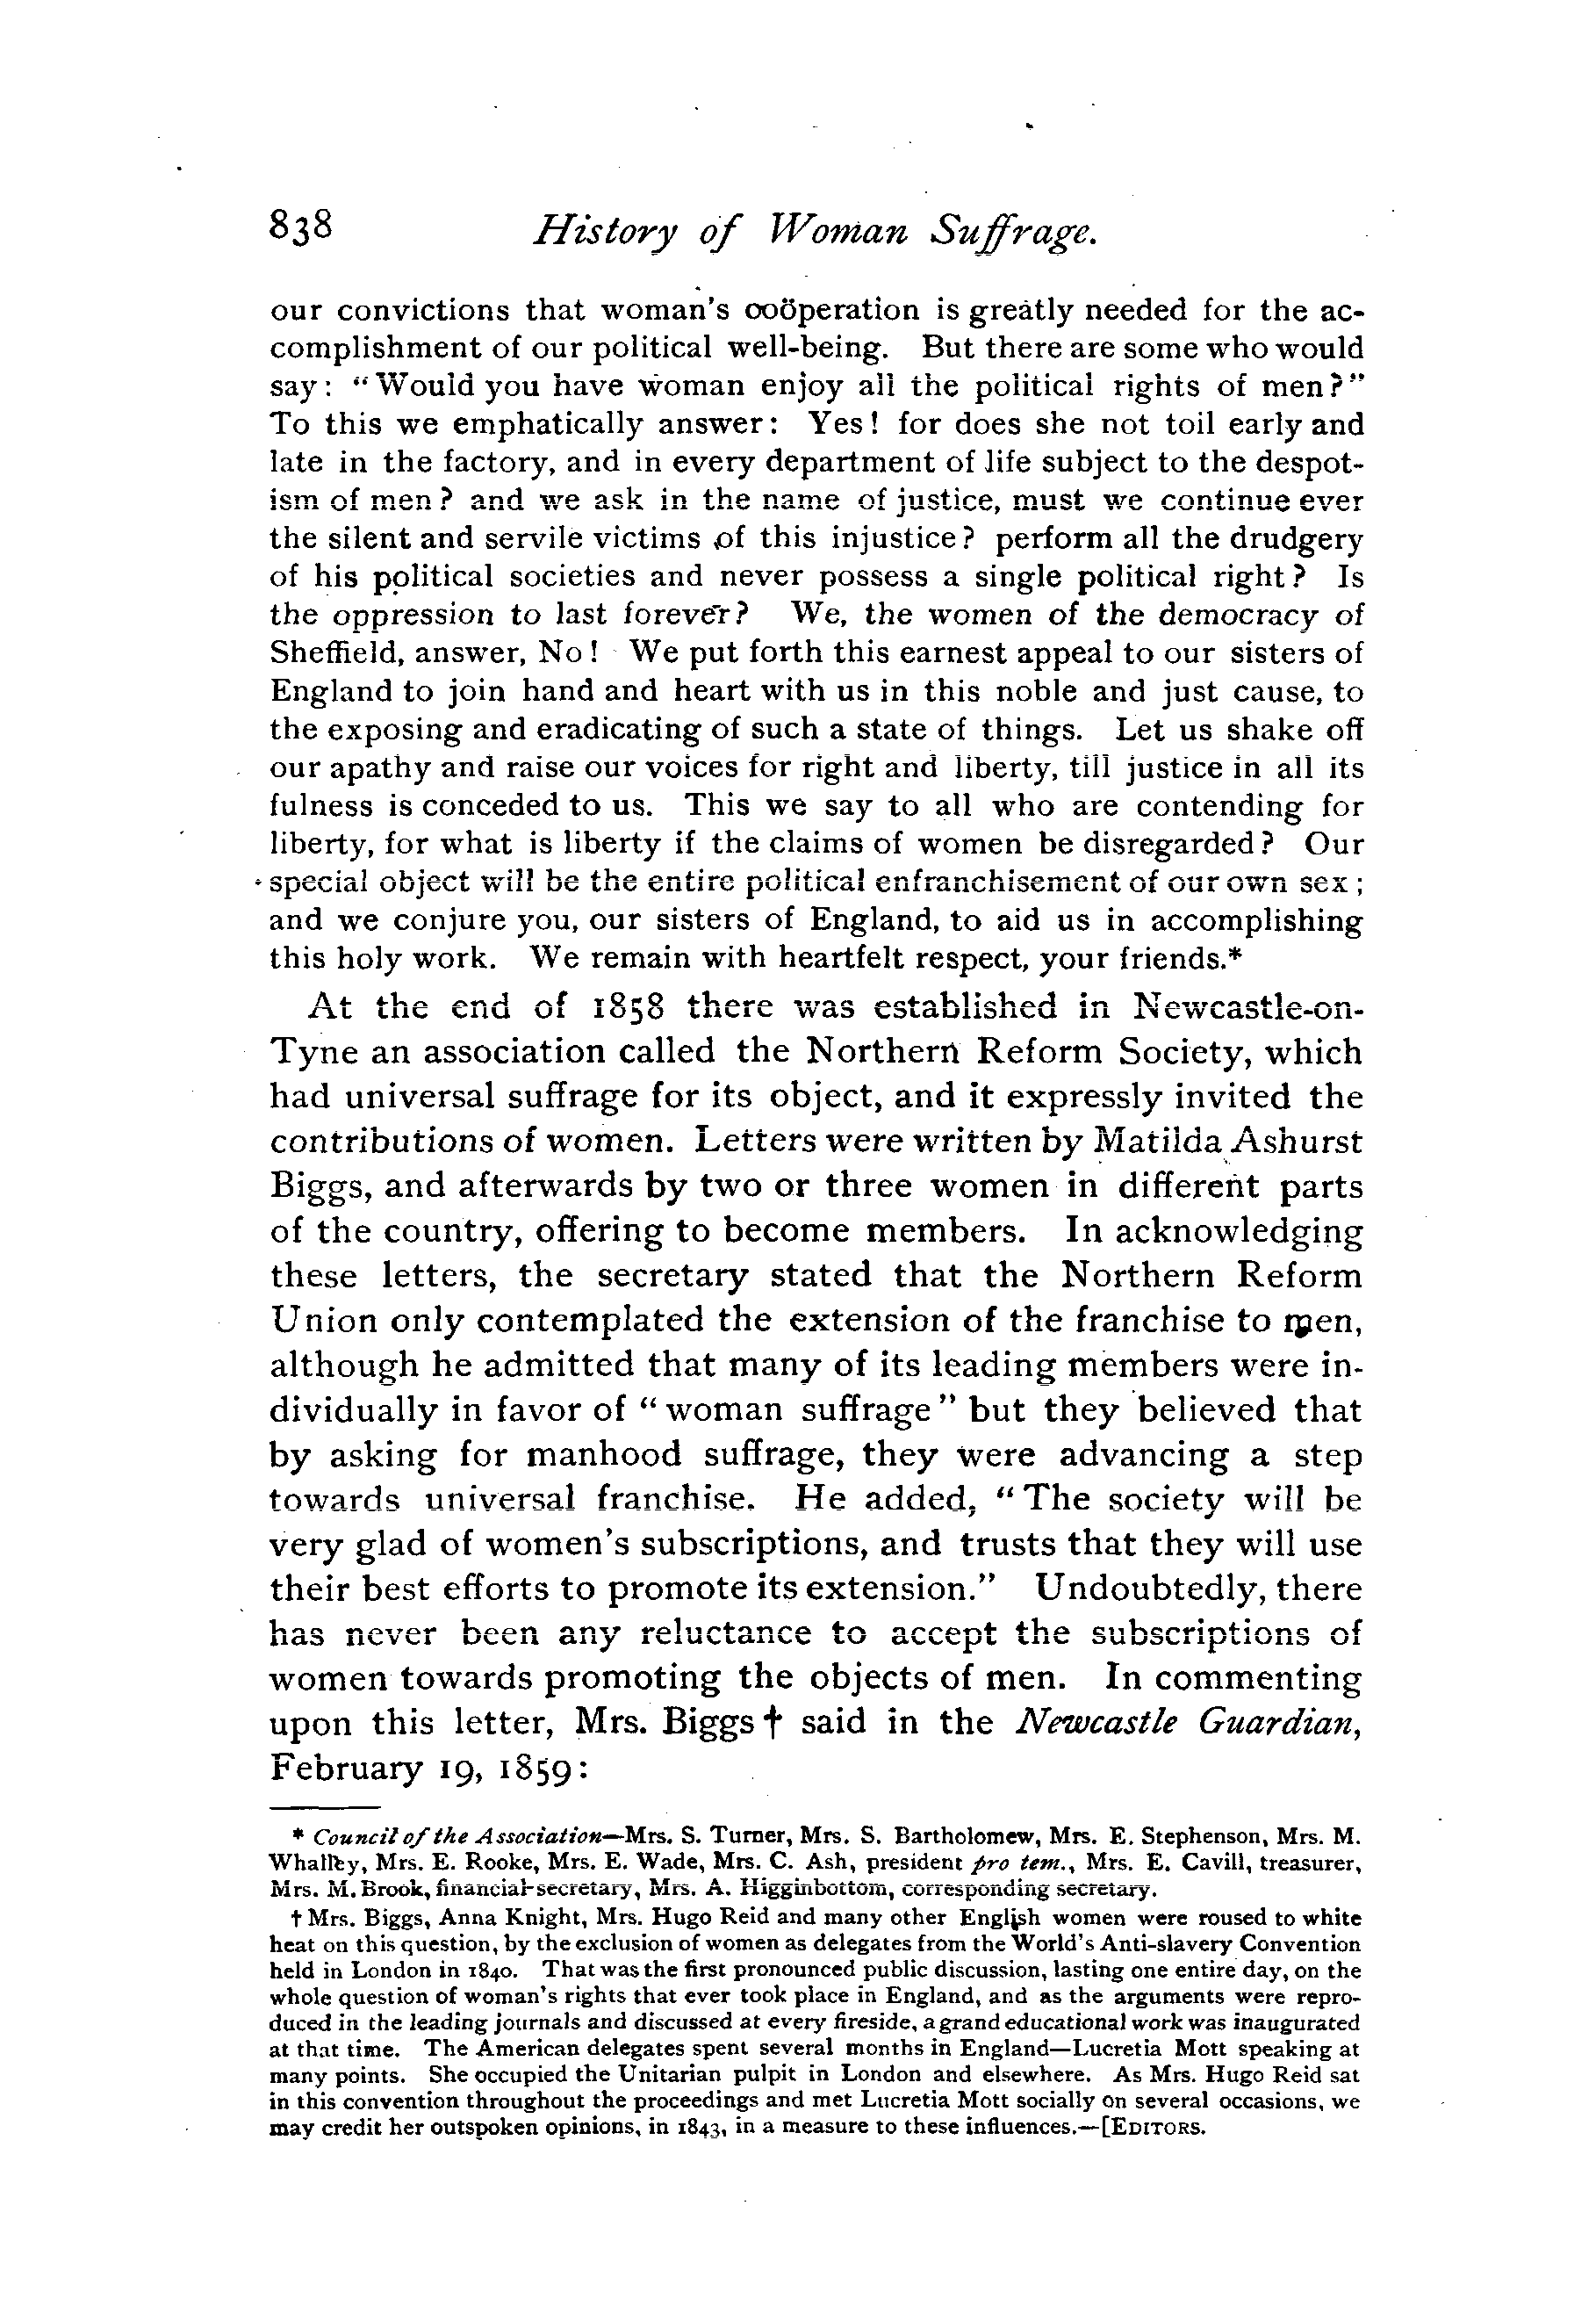 838 History of Woman Suffrage.
our convictions that woman's coöperation is greatly needed for the ac-
complishment of our political well-being. But there are some who would
say: "Would you have woman enjoy all the political rights of men?"
To this we emphatically answer: Yes! for does she not toil early and
late in the factory, and in every department of life subject to the despot-
ism of men? and we ask in the name of justice, must we continue ever
the silent and servile victims of this injustice? perform all the drudgery
of his political societies and never possess a single political right? Is
the oppression to last forever? We, the women of the democracy of
Sheffield, answer, No! We put forth this earnest appeal to our sisters of
England to join hand and heart with us in this noble and just cause, to
the exposing and eradicating of such a state of things. Let us shake off
our apathy and raise our voices for right and liberty, till justice in all its
fulness is conceded to us. This we say to all who are contending for
liberty, for what is liberty if the claims of women be disregarded? Our
special object will be the entire political enfranchisement of our own sex;
and we conjure you, our sisters of England, to aid us in accomplishing
this holy work. We remain with heartfelt respect, your friends.*
At the end of 1858 there was established in Newcastle-on-
Tyne an association called the Northern Reform Society, which
had universal suffrage for its object, and it expressly invited the
contributions of women. Letters were written by Matilda Ashurst
Biggs, and afterwards by two or three women in different parts
of the country, offering to become members. In acknowledging
these letters, the secretary stated that the Northern Reform
Union only contemplated the extension of the franchise to men,
although he admitted that many of its leading members were in-
dividually in favor of "woman suffrage" but they believed that
by asking for manhood suffrage, they were advancing a step
towards universal franchise. He added, "The society will be
very glad of women's subscriptions, and trusts that they will use
their best efforts to promote its extension." Undoubtedly, there
has never been any reluctance to accept the subscriptions of
women towards promoting the objects of men. In commenting
upon this letter, Mrs. Biggs† said in the Newcastle Guardian,
February 19, 1859:
* Council of the Association—Mrs. S. Turner, Mrs. S. Bartholomew, Mrs. E. Stephenson, Mrs. M.
Whalley, Mrs. E. Rooke, Mrs. E. Wade, Mrs. C. Ash, president pro tem., Mrs. E. Cavill, treasurer,
Mrs. M. Brook, financial-secretary, Mrs. A. Higginbottom, corresponding secretary.
† Mrs. Biggs, Anna Knight, Mrs. Hugo Reid and many other English women were roused to white
heat on this question, by the exclusion of women as delegates from the World's Anti-slavery Convention
held in London in 1840. That was the first pronounced public discussion, lasting one entire day, on the
whole question of woman's rights that ever took place in England, and as the arguments were repro-
duced in the leading journals and discussed at every fireside, a grand educational work was inaugurated
at that time. The American delegates spent several months in England—Lucretia Mott speaking at
many points. She occupied the Unitarian pulpit in London and elsewhere. As Mrs. Hugo Reid sat
in this convention throughout the proceedings and met Lucretia Mott socially on several occasions, we
may credit her outspoken opinions, in 1843, in a measure to these influences.—[EDITORS.